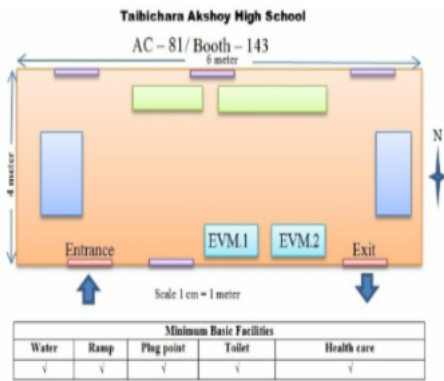 Taibichara Akshoy High School
AC – 81/ Booth – 143
6 meter
4 meter
N
EVM.1 EVM.2
Entrance Exit
Scale 1 cm = 1 meter
Minimum Basic Facilities
Water Ramp Plug point Toilet Health care
√ √ √ √ √